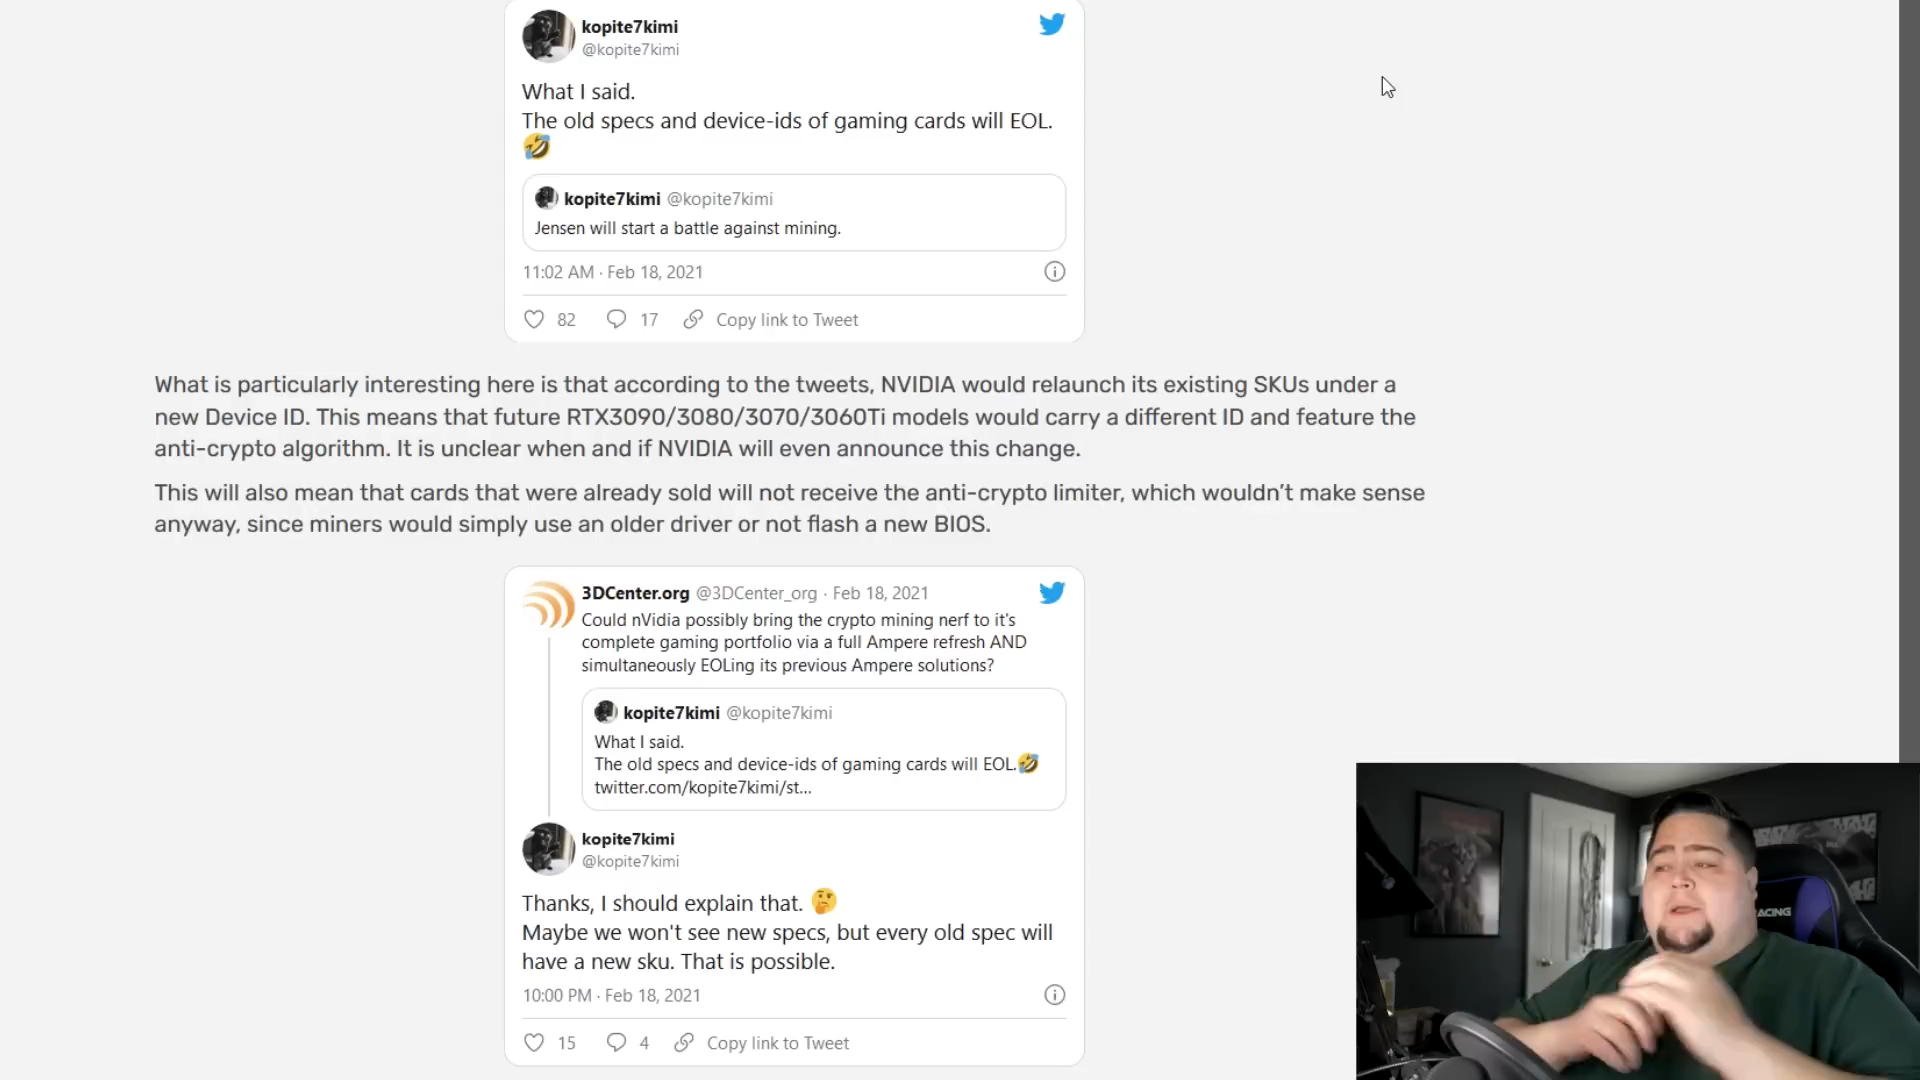 kopite7kimi
@kopite7kimi
What I said.
The old specs and device-ids of gaming cards will EOL.
🤣
kopite7kimi @kopite7kimi
Jensen will start a battle against mining.
11:02 AM · Feb 18, 2021
82 17 Copy link to Tweet
What is particularly interesting here is that according to the tweets, NVIDIA would relaunch its existing SKUs under a
new Device ID. This means that future RTX3090/3080/3070/3060Ti models would carry a different ID and feature the
anti-crypto algorithm. It is unclear when and if NVIDIA will even announce this change.
This will also mean that cards that were already sold will not receive the anti-crypto limiter, which wouldn’t make sense
anyway, since miners would simply use an older driver or not flash a new BIOS.
3DCenter.org @3DCenter_org · Feb 18, 2021
Could nVidia possibly bring the crypto mining nerf to it's
complete gaming portfolio via a full Ampere refresh AND
simultaneously EOLing its previous Ampere solutions?
kopite7kimi @kopite7kimi
What I said.
The old specs and device-ids of gaming cards will EOL.🤣
twitter.com/kopite7kimi/st...
kopite7kimi
@kopite7kimi
Thanks, I should explain that. 🤔
Maybe we won't see new specs, but every old spec will
have a new sku. That is possible.
10:00 PM · Feb 18, 2021
15 4 Copy link to Tweet
ACING